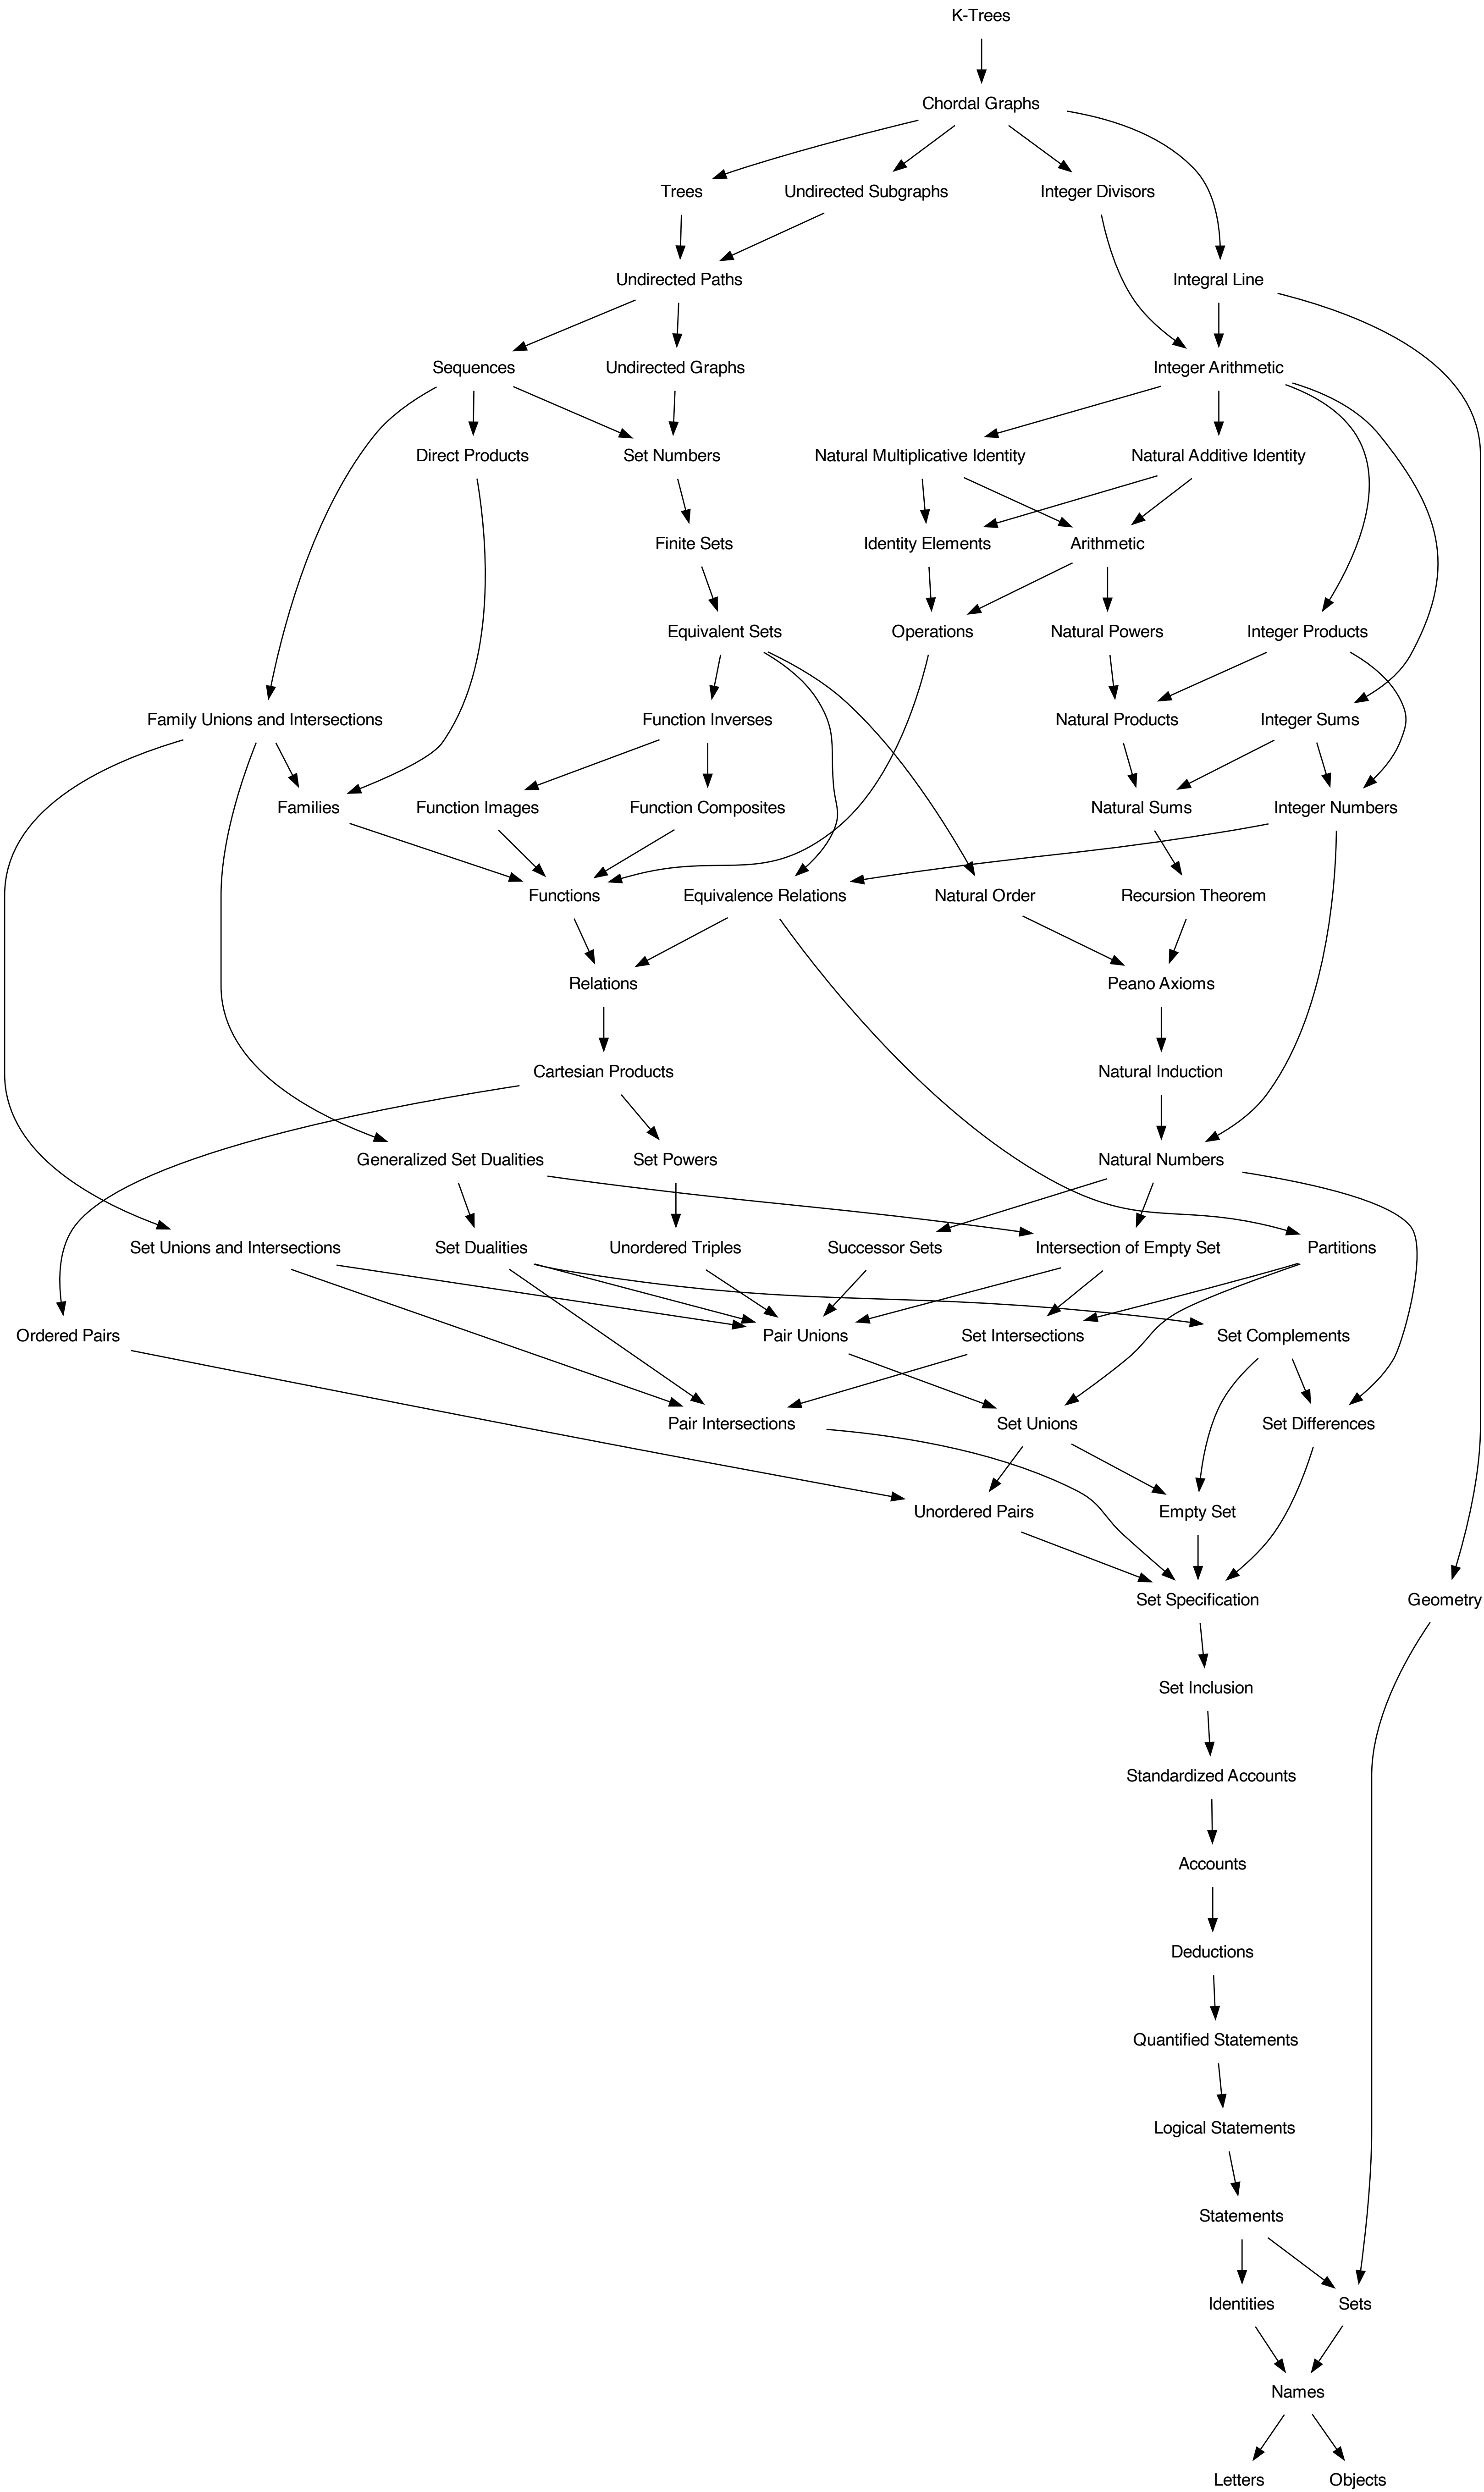 K-Trees
Chordal Graphs
Trees
Undirected Subgraphs
Integer Divisors
Undirected Paths
Integral Line
Sequences
Undirected Graphs
Integer Arithmetic
Direct Products
Set Numbers
Natural Multiplicative Identity
Natural Additive Identity
Finite Sets
Identity Elements
Arithmetic
Equivalent Sets
Operations
Natural Powers
Integer Products
Family Unions and Intersections
Function Inverses
Natural Products
Integer Sums
Families
Function Images
Function Composites
Natural Sums
Integer Numbers
Functions
Equivalence Relations
Natural Order
Recursion Theorem
Relations
Peano Axioms
Cartesian Products
Natural Induction
Generalized Set Dualities
Set Powers
Natural Numbers
Set Unions and Intersections
Set Dualities
Unordered Triples
Successor Sets
Intersection of Empty Set
Partitions
Ordered Pairs
Pair Unions
Set Intersections
Set Complements
Pair Intersections
Set Unions
Set Differences
Unordered Pairs
Empty Set
Set Specification
Geometry
Set Inclusion
Standardized Accounts
Accounts
Deductions
Quantified Statements
Logical Statements
Statements
Identities
Sets
Names
Letters
Objects